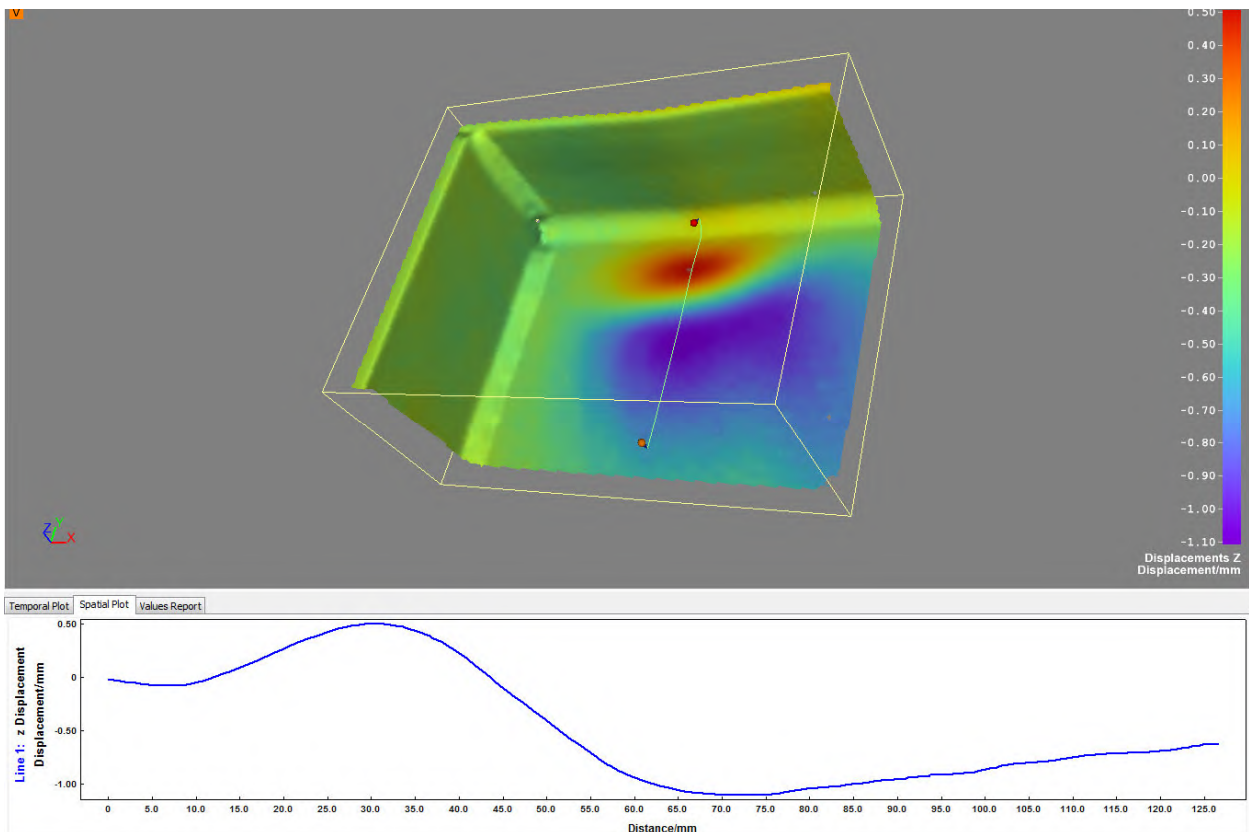 V
0.50
0.40
0.30
0.20
0.10
0.00
-0.10
-0.20
-0.30
-0.40
-0.50
-0.60
-0.70
-0.80
-0.90
-1.00
-1.10
Displacements Z
Displacement/mm
Z Y X
Temporal Plot Spatial Plot Values Report
Line 1: z Displacement
Displacement/mm
0.50
0
-0.50
-1.00
0 5.0 10.0 15.0 20.0 25.0 30.0 35.0 40.0 45.0 50.0 55.0 60.0 65.0 70.0 75.0 80.0 85.0 90.0 95.0 100.0 105.0 110.0 115.0 120.0 125.0
Distance/mm